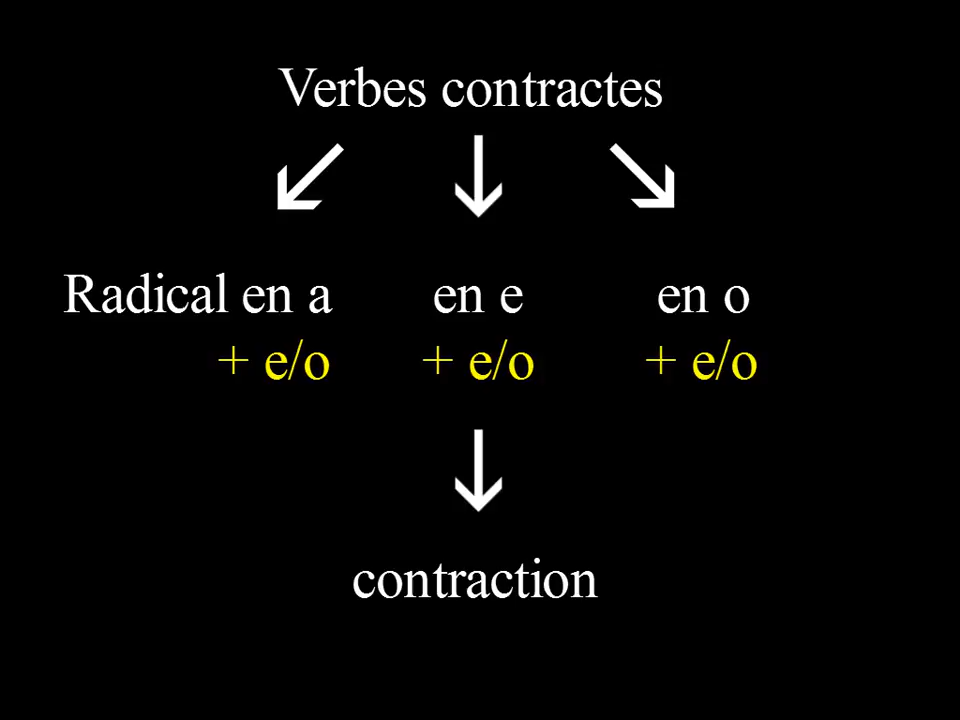 Verbes contractes
Radical en a en e en o
+ e/o + e/o + e/o
contraction